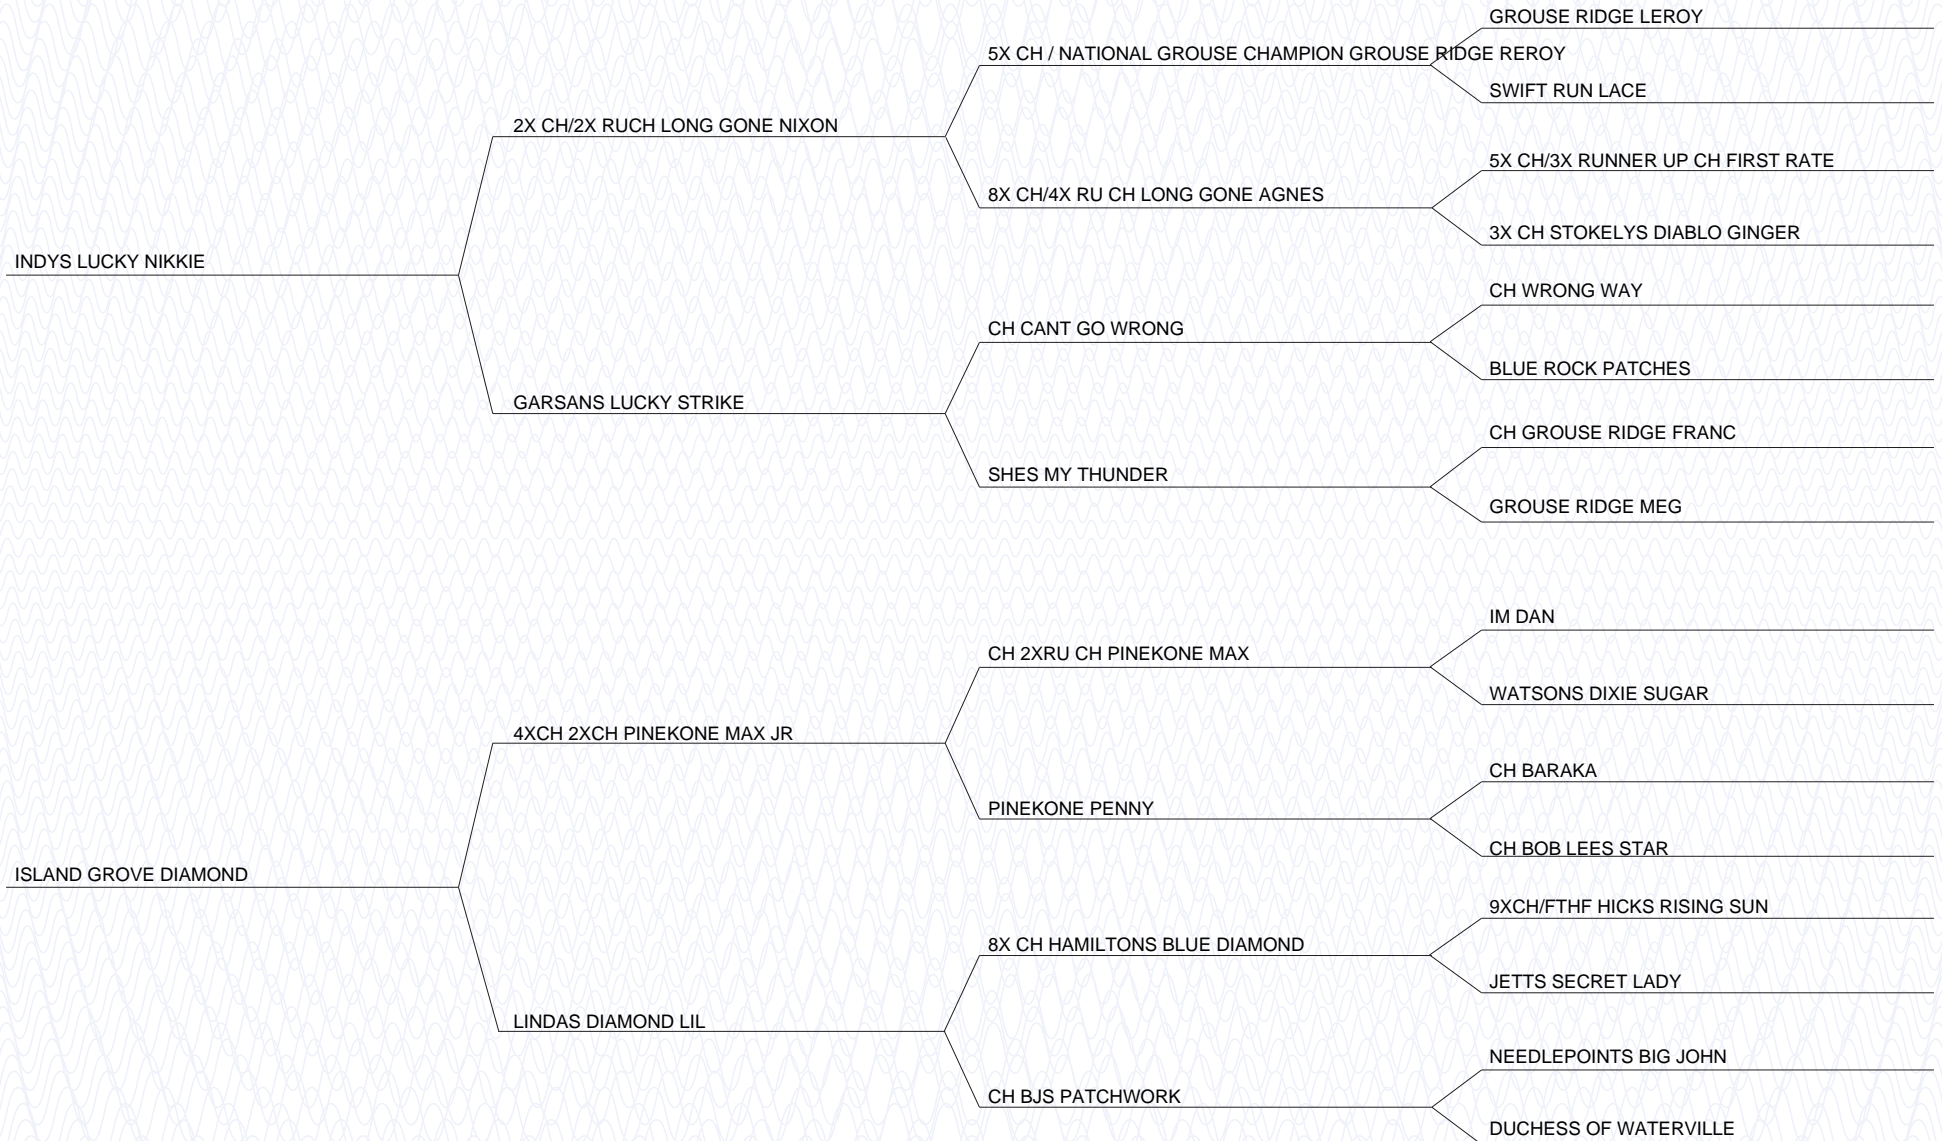 GROUSE RIDGE LEROY
5X CH / NATIONAL GROUSE CHAMPION GROUSE RIDGE REROY
SWIFT RUN LACE
2X CH/2X RUCH LONG GONE NIXON
5X CH/3X RUNNER UP CH FIRST RATE
8X CH/4X RU CH LONG GONE AGNES
3X CH STOKELYS DIABLO GINGER
INDYS LUCKY NIKKIE
CH WRONG WAY
CH CANT GO WRONG
BLUE ROCK PATCHES
GARSANS LUCKY STRIKE
CH GROUSE RIDGE FRANC
SHES MY THUNDER
GROUSE RIDGE MEG
IM DAN
CH 2XRU CH PINEKONE MAX
WATSONS DIXIE SUGAR
4XCH 2XCH PINEKONE MAX JR
CH BARAKA
PINEKONE PENNY
CH BOB LEES STAR
ISLAND GROVE DIAMOND
9XCH/FTHF HICKS RISING SUN
8X CH HAMILTONS BLUE DIAMOND
JETTS SECRET LADY
LINDAS DIAMOND LIL
NEEDLEPOINTS BIG JOHN
CH BJS PATCHWORK
DUCHESS OF WATERVILLE